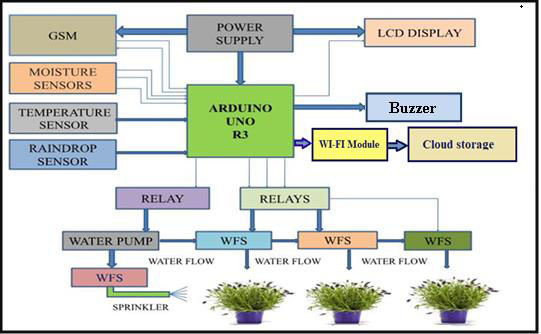 GSM
POWER
SUPPLY
LCD DISPLAY
MOISTURE
SENSORS
ARDUINO
UNO
R3
Buzzer
TEMPERATURE
SENSOR
RAINDROP
SENSOR
WI-FI Module
Cloud storage
RELAY
RELAYS
WATER PUMP
WFS
WFS
WFS
WATER FLOW
WATER FLOW
WATER FLOW
WFS
SPRINKLER